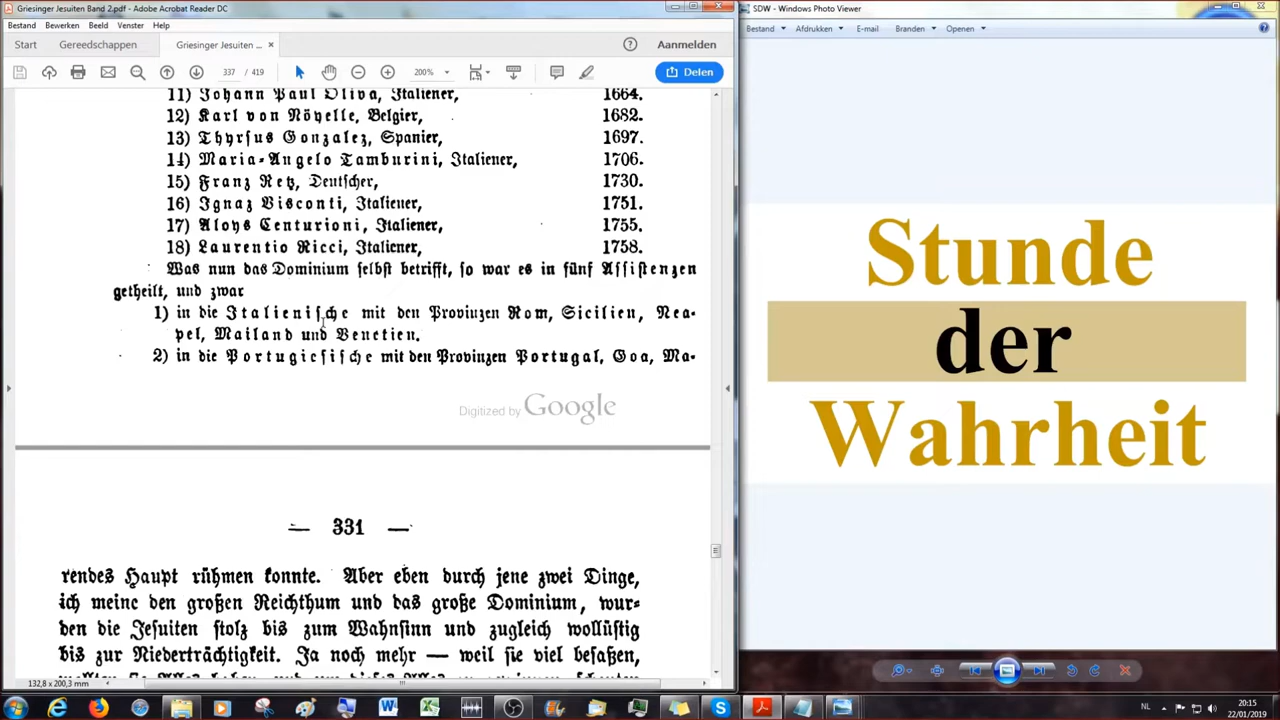 Griesinger Jesuiten Band 2.pdf - Adobe Acrobat Reader DC
Bestand Bewerken Beeld Venster Help
Start Gereedschappen Griesinger Jesuiten ... × Aanmelden
337 / 419 200% Delen
11) Johann Paul Oliva, Italiener, 1664.
12) Karl von Nöyelle, Belgier, 1682.
13) Thyrsus Gonzalez, Spanier, 1697.
14) Maria-Angelo Tamburini, Italiener, 1706.
15) Franz Retz, Deutscher, 1730.
16) Ignaz Visconti, Italiener, 1751.
17) Aloys Centurioni, Italiener, 1755.
18) Laurentio Ricci, Italiener, 1758.
Was nun das Dominium selbst betrifft, so war es in fünf Assistenzen
getheilt, und zwar
1) in die Italienische mit den Provinzen Rom, Sicilien, Nea-
pel, Mailand und Venetien.
2) in die Portugiesische mit den Provinzen Portugal, Goa, Ma-
Digitized by Google
— 331 —
rendes Haupt rühmen konnte. Aber eben durch jene zwei Dinge,
ich meine den großen Reichthum und das große Dominium, wur-
den die Jesuiten stolz bis zum Wahnsinn und zugleich wollüstig
bis zur Niederträchtigkeit. Ja noch mehr — weil sie viel besaßen,
132,8 x 200,3 mm
SDW - Windows Photo Viewer
Bestand Afdrukken E-mail Branden Openen
Stunde
der
Wahrheit
NL 20:15
22/01/2019